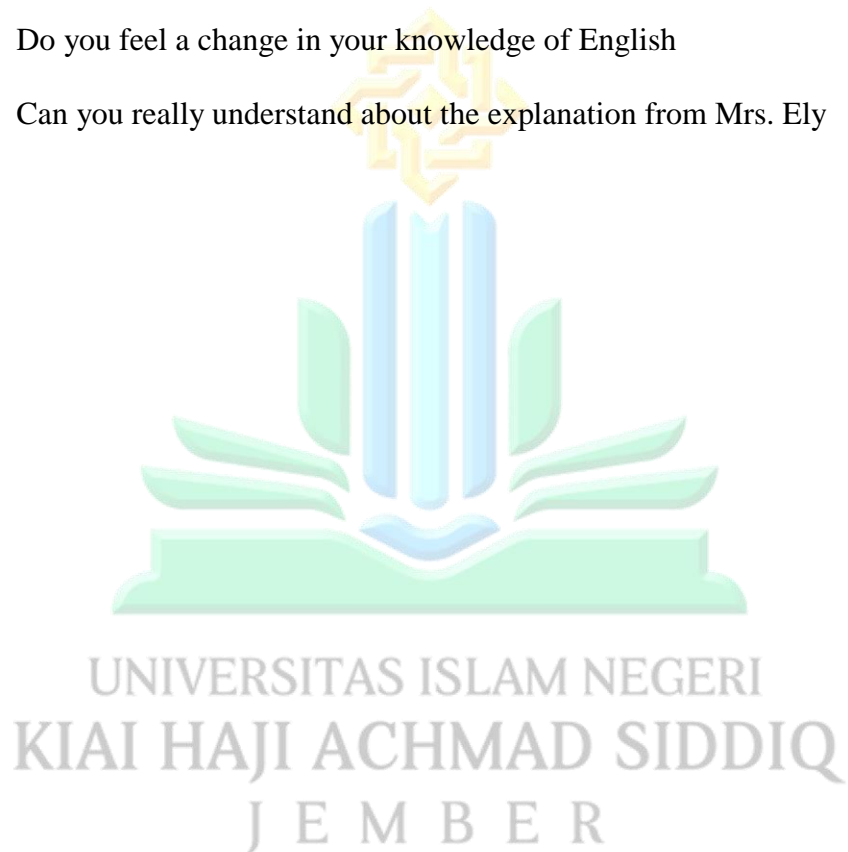 Do you feel a change in your knowledge of English
Can you really understand about the explanation from Mrs. Ely
UNIVERSITAS ISLAM NEGERI
KIAI HAJI ACHMAD SIDDIQ
JEMBER